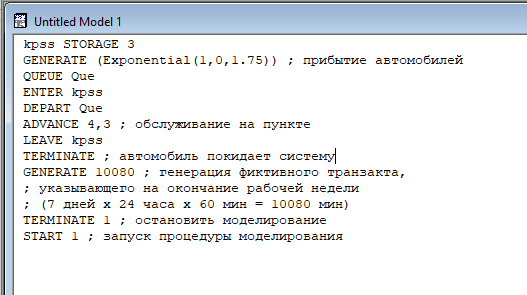 Untitled Model 1
kpss STORAGE 3
GENERATE (Exponential(1,0,1.75)) ; прибытие автомобилей
QUEUE Que
ENTER kpss
DEPART Que
ADVANCE 4,3 ; обслуживание на пункте
LEAVE kpss
TERMINATE ; автомобиль покидает систему
GENERATE 10080 ; генерация фиктивного транзакта,
; указывающего на окончание рабочей недели
; (7 дней x 24 часа x 60 мин = 10080 мин)
TERMINATE 1 ; остановить моделирование
START 1 ; запуск процедуры моделирования